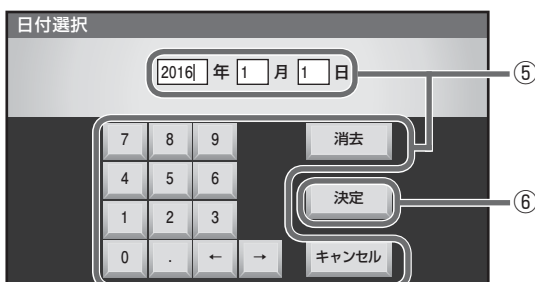 日付選択
2016 年 1 月 1 日 ⑤
7 8 9 消去
4 5 6
決定 ⑥
1 2 3
0 . ← → キャンセル